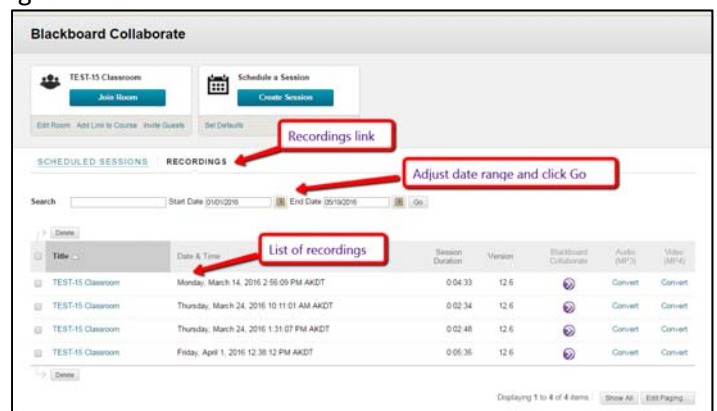 Blackboard Collaborate
TEST-15 Classroom
Join Room
Edit Room Add Link to Course Invite Guests
Schedule a Session
Create Session
Set Defaults
Recordings link
SCHEDULED SESSIONS RECORDINGS
Adjust date range and click Go
Search Start Date 01/01/2016 End Date 05/19/2016 Go
Delete
List of recordings
Title Date & Time Session Duration Version Blackboard Collaborate Audio (MP3) Video (MP4)
TEST-15 Classroom Monday, March 14, 2016 2:56:09 PM AKDT 0:04:33 12.6 Convert Convert
TEST-15 Classroom Thursday, March 24, 2016 10:11:01 AM AKDT 0:02:34 12.6 Convert Convert
TEST-15 Classroom Thursday, March 24, 2016 1:31:07 PM AKDT 0:02:48 12.6 Convert Convert
TEST-15 Classroom Friday, April 1, 2016 12:38:12 PM AKDT 0:05:35 12.6 Convert Convert
Delete
Displaying 1 to 4 of 4 items Show All Edit Paging...